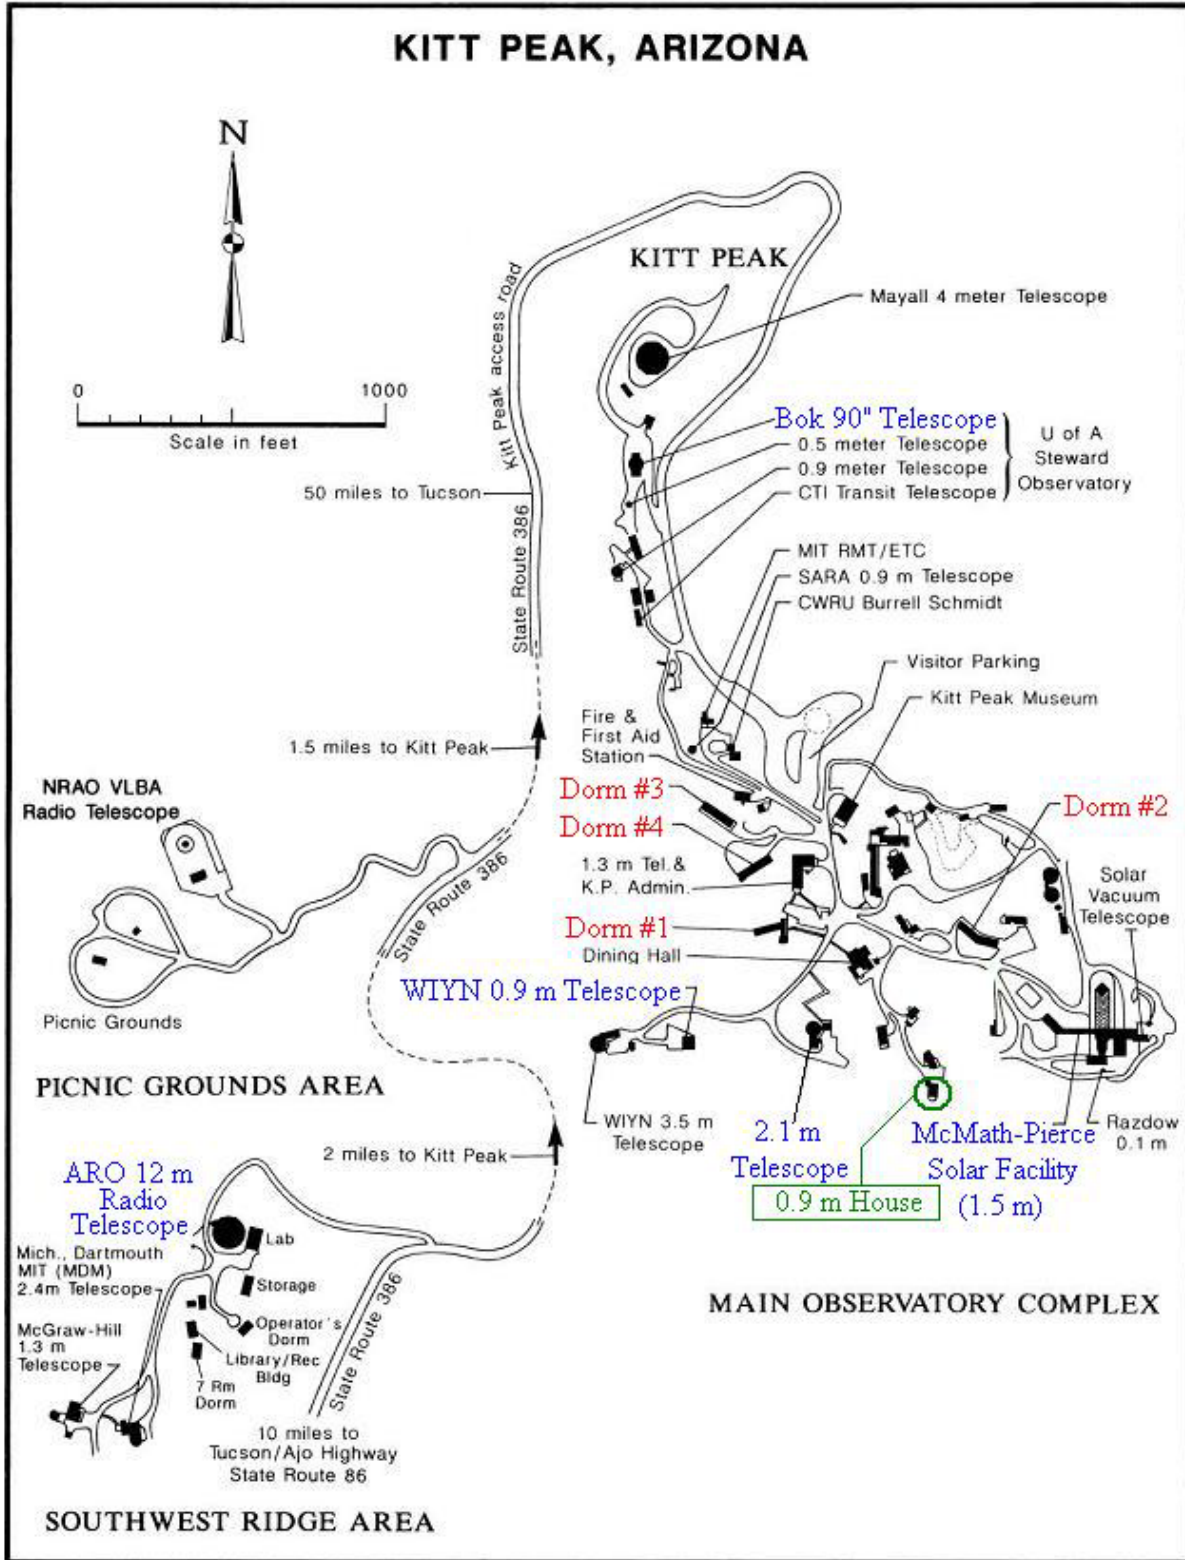 KITT PEAK, ARIZONA
N
0
1000
Scale in feet
KITT PEAK
Kitt Peak access road
Mayall 4 meter Telescope
Bok 90" Telescope
0.5 meter Telescope
0.9 meter Telescope
CTI Transit Telescope
U of A
Steward
Observatory
50 miles to Tucson
State Route 386
MIT RMT/ETC
SARA 0.9 m Telescope
CWRU Burrell Schmidt
Visitor Parking
Kitt Peak Museum
Fire &
First Aid
Station
1.5 miles to Kitt Peak
NRAO VLBA
Radio Telescope
Dorm #3
Dorm #4
Dorm #2
1.3 m Tel.&
K.P. Admin.
Solar
Vacuum
Telescope
State Route 386
Dorm #1
Dining Hall
WIYN 0.9 m Telescope
Picnic Grounds
PICNIC GROUNDS AREA
WIYN 3.5 m
Telescope
2.1 m
Telescope
McMath-Pierce
Solar Facility
(1.5 m)
Razdow
0.1 m
0.9 m House
2 miles to Kitt Peak
ARO 12 m
Radio
Telescope
Lab
Mich., Dartmouth
MIT (MDM)
2.4m Telescope
Storage
McGraw-Hill
1.3 m
Telescope
Operator's
Dorm
Library/Rec
Bldg
7 Rm
Dorm
State Route 386
10 miles to
Tucson/Ajo Highway
State Route 86
MAIN OBSERVATORY COMPLEX
SOUTHWEST RIDGE AREA